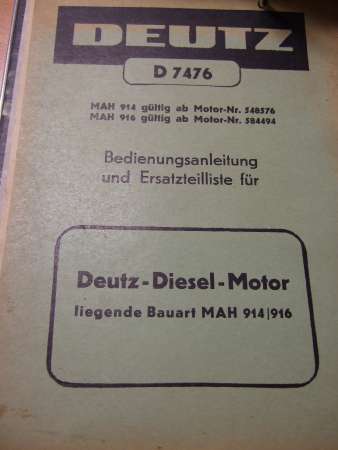 DEUTZ
D 7476
MAH 914 gültig ab Motor-Nr. 548576
MAH 916 gültig ab Motor-Nr. 584494
Bedienungsanleitung
und Ersatzteilliste für
Deutz-Diesel-Motor
liegende Bauart MAH 914|916